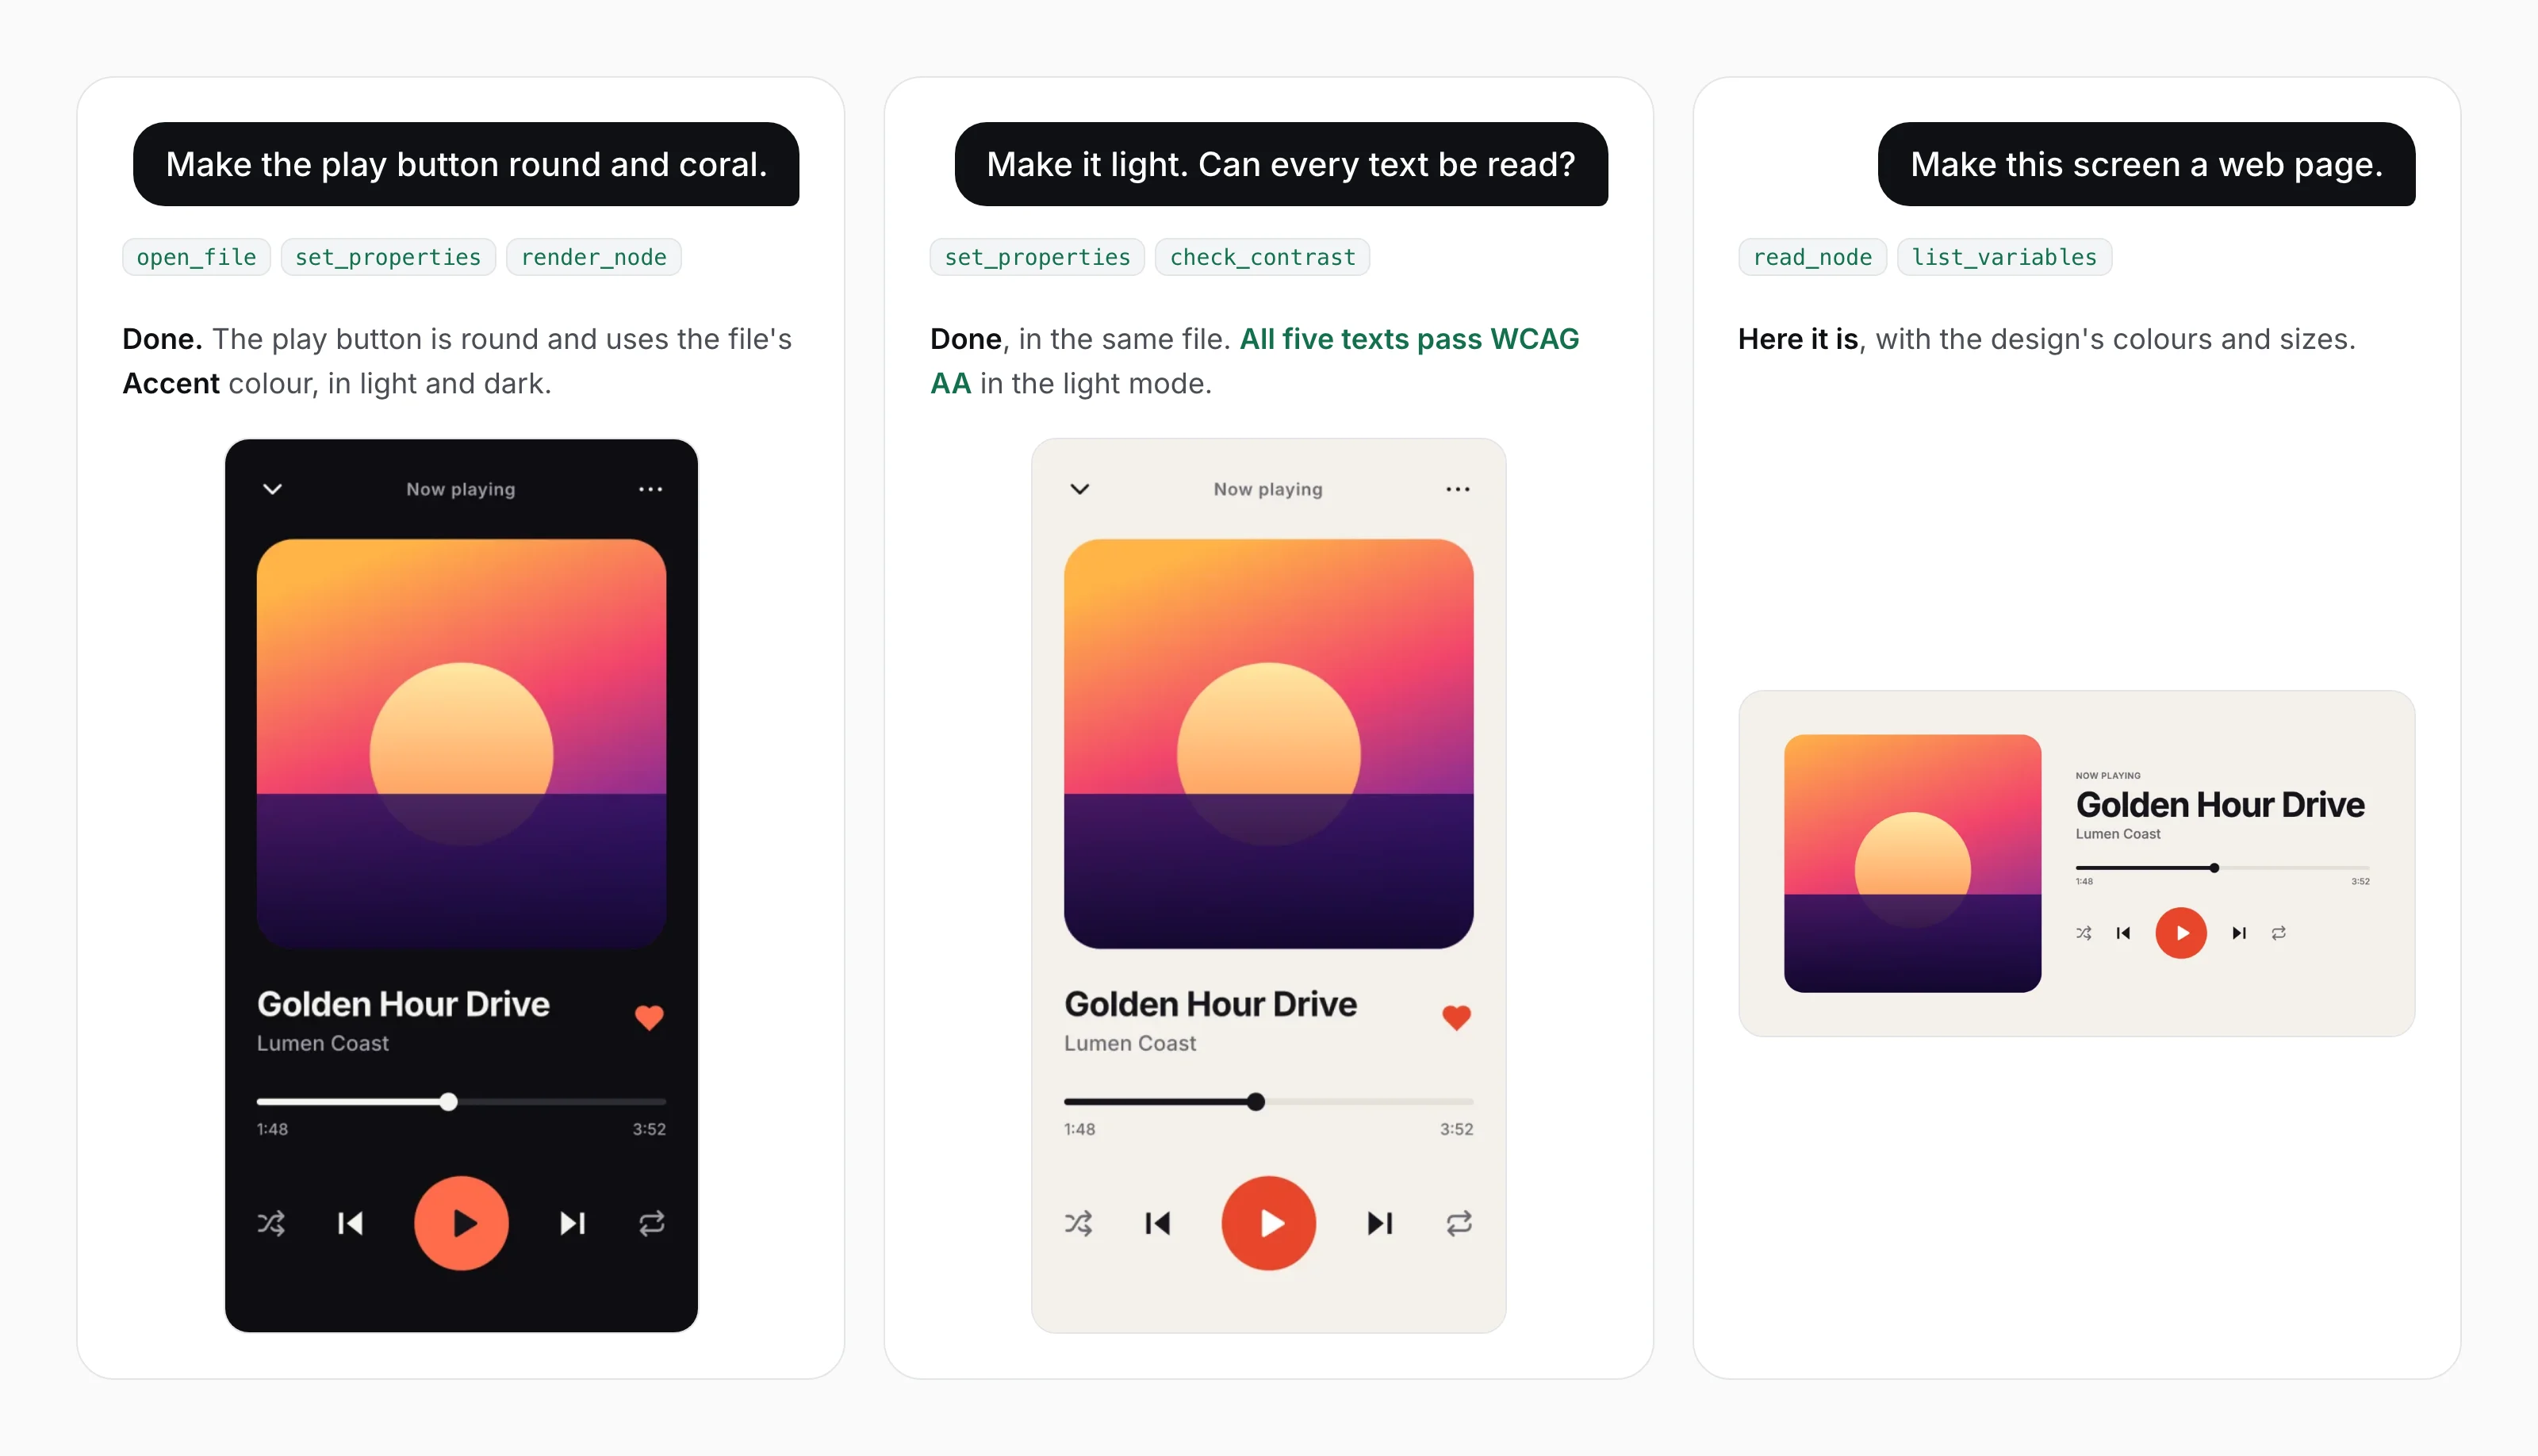 Make the play button round and coral.
open_file set_properties render_node
Done. The play button is round and uses the file's
Accent colour, in light and dark.
Now playing
Golden Hour Drive
Lumen Coast
1:48 3:52
Make it light. Can every text be read?
set_properties check_contrast
Done, in the same file. All five texts pass WCAG
AA in the light mode.
Now playing
Golden Hour Drive
Lumen Coast
1:48 3:52
Make this screen a web page.
read_node list_variables
Here it is, with the design's colours and sizes.
NOW PLAYING
Golden Hour Drive
Lumen Coast
1:48 3:52